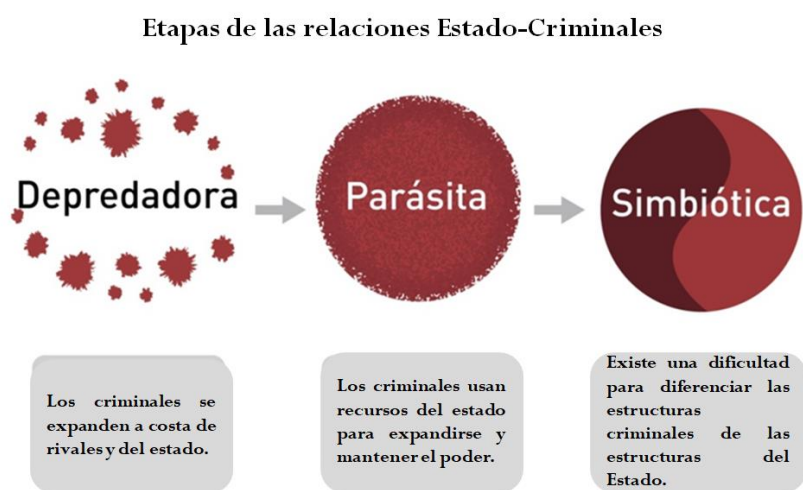 Etapas de las relaciones Estado-Criminales
Depredadora
Parásita
Simbiótica
Los criminales se
expanden a costa de
rivales y del estado.
Los criminales usan
recursos del estado
para expandirse y
mantener el poder.
Existe una dificultad
para diferenciar las
estructuras
criminales de las
estructuras del
Estado.